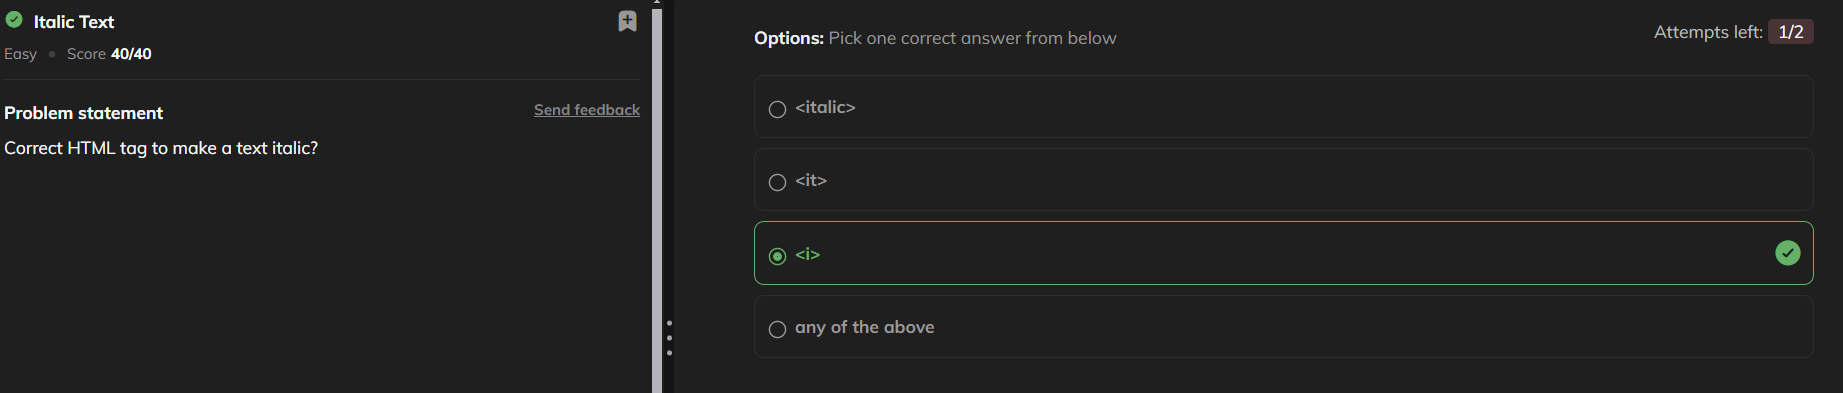 Italic Text
Easy • Score 40/40
Problem statement
Send feedback
Correct HTML tag to make a text italic?
Options: Pick one correct answer from below
Attempts left: 1/2
<italic>
<it>
<i>
any of the above